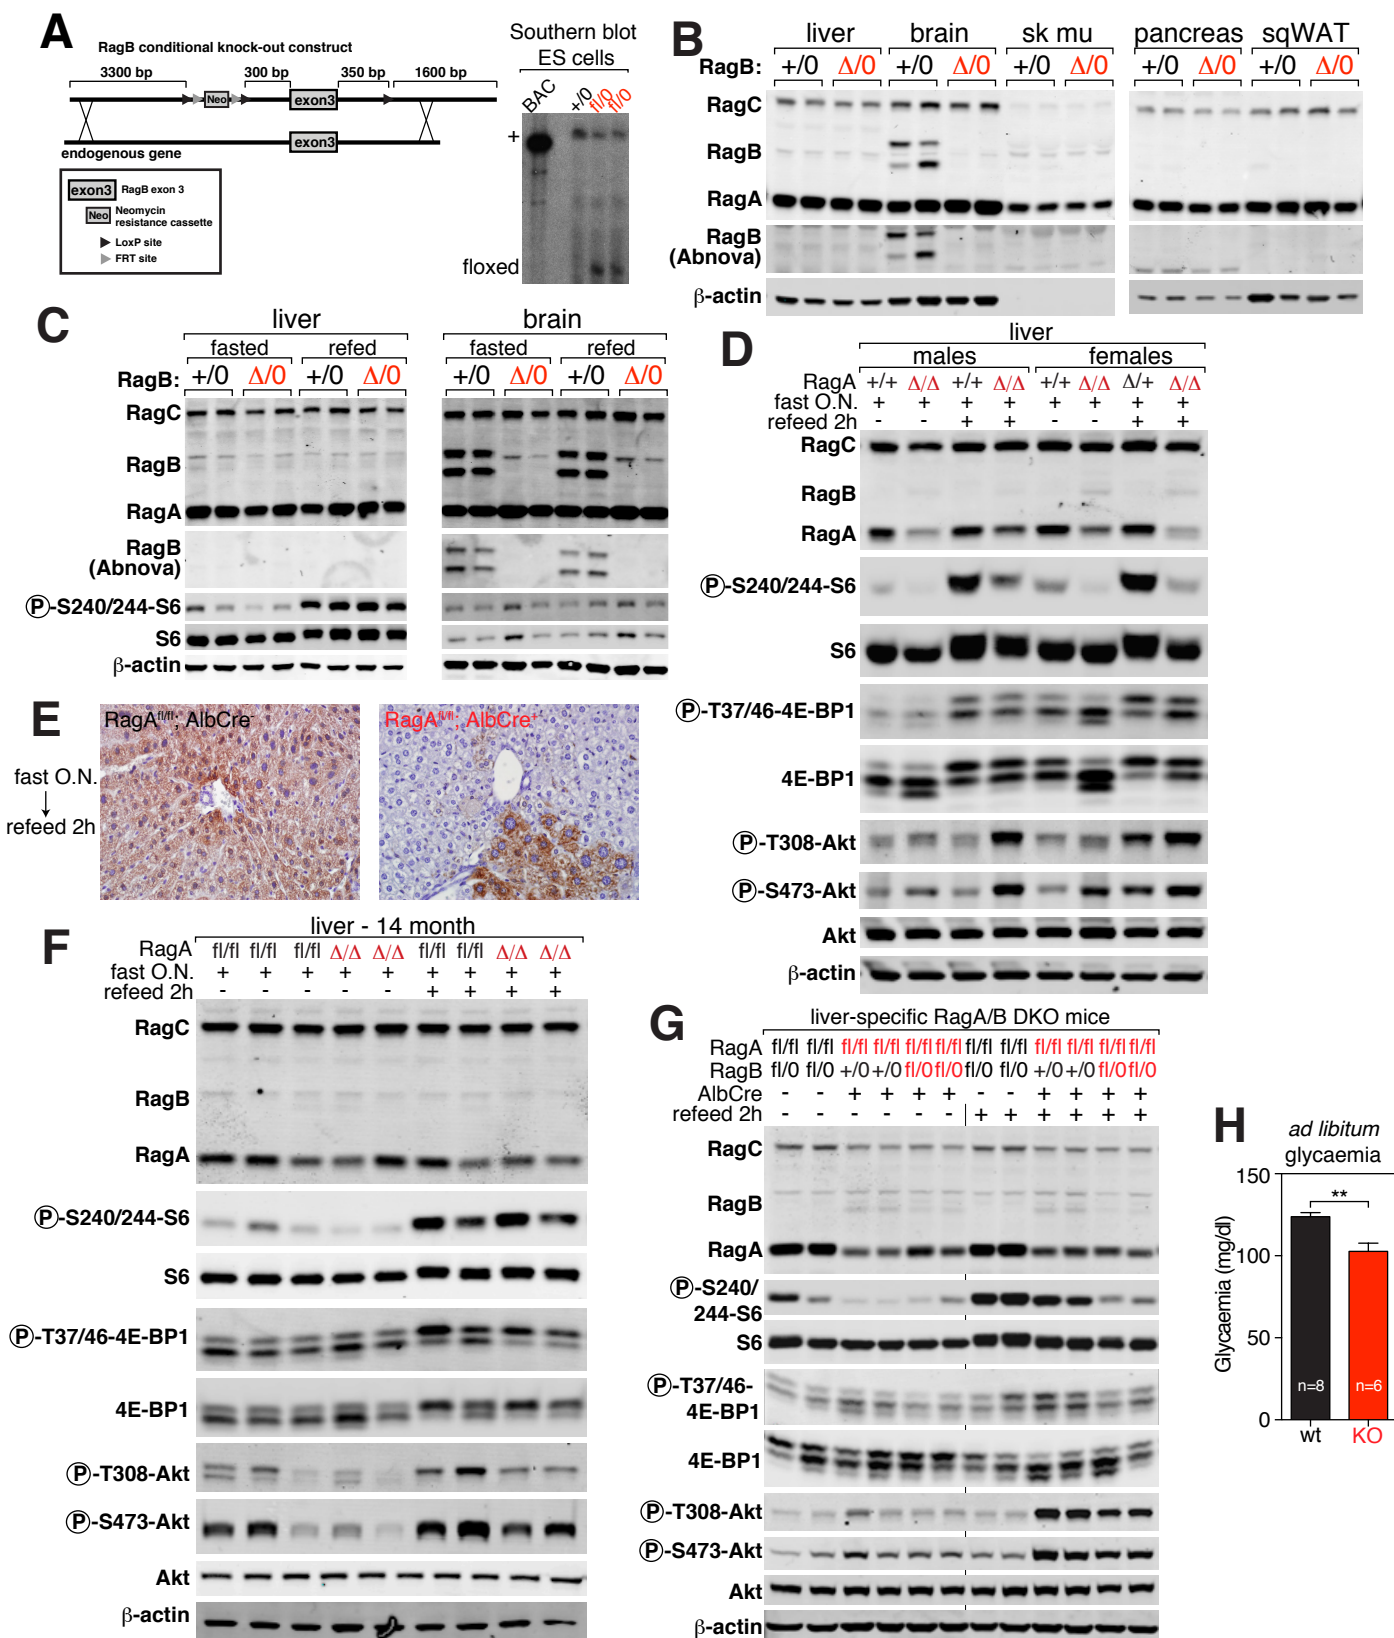 A
RagB conditional knock-out construct
3300 bp 300 bp 350 bp 1600 bp
Neo exon3
exon3
endogenous gene
exon3 RagB exon 3
Neo Neomycin
resistance cassette
LoxP site
FRT site
Southern blot
ES cells
BAC +/0 fl/0 fl/0
+
floxed
B
liver brain sk mu pancreas sqWAT
RagB: +/0 Δ/0 +/0 Δ/0 +/0 Δ/0 +/0 Δ/0 +/0 Δ/0
RagC
RagB
RagA
RagB
(Abnova)
β-actin
C
liver brain
fasted refed fasted refed
RagB: +/0 Δ/0 +/0 Δ/0 +/0 Δ/0 +/0 Δ/0
RagC
RagB
RagA
RagB
(Abnova)
Ⓟ-S240/244-S6
S6
β-actin
D
liver
males females
RagA +/+ Δ/Δ +/+ Δ/Δ +/+ Δ/Δ Δ/+ Δ/Δ
fast O.N. + + + + + + + +
refeed 2h - - + + - - + +
RagC
RagB
RagA
Ⓟ-S240/244-S6
S6
Ⓟ-T37/46-4E-BP1
4E-BP1
Ⓟ-T308-Akt
Ⓟ-S473-Akt
Akt
β-actin
E
RagA^fl/fl; AlbCre^- RagA^fl/fl; AlbCre^+
fast O.N.
refeed 2h
F
liver - 14 month
RagA fl/fl fl/fl fl/fl Δ/Δ Δ/Δ fl/fl fl/fl Δ/Δ Δ/Δ
fast O.N. + + + + + + + + +
refeed 2h - - - - - + + + +
RagC
RagB
RagA
Ⓟ-S240/244-S6
S6
Ⓟ-T37/46-4E-BP1
4E-BP1
Ⓟ-T308-Akt
Ⓟ-S473-Akt
Akt
β-actin
G
liver-specific RagA/B DKO mice
RagA fl/fl fl/fl fl/fl fl/fl fl/fl fl/fl fl/fl fl/fl fl/fl fl/fl fl/fl fl/fl
RagB fl/0 fl/0 +/0 +/0 fl/0 fl/0 fl/0 fl/0 +/0 +/0 fl/0 fl/0
AlbCre - - + + + + - - + + + +
refeed 2h - - - - - - + + + + + +
RagC
RagB
RagA
Ⓟ-S240/
244-S6
S6
Ⓟ-T37/46-
4E-BP1
4E-BP1
Ⓟ-T308-Akt
Ⓟ-S473-Akt
Akt
β-actin
H
ad libitum
glycaemia
Glycaemia (mg/dl)
150
100
50
0
**
n=8 n=6
wt KO